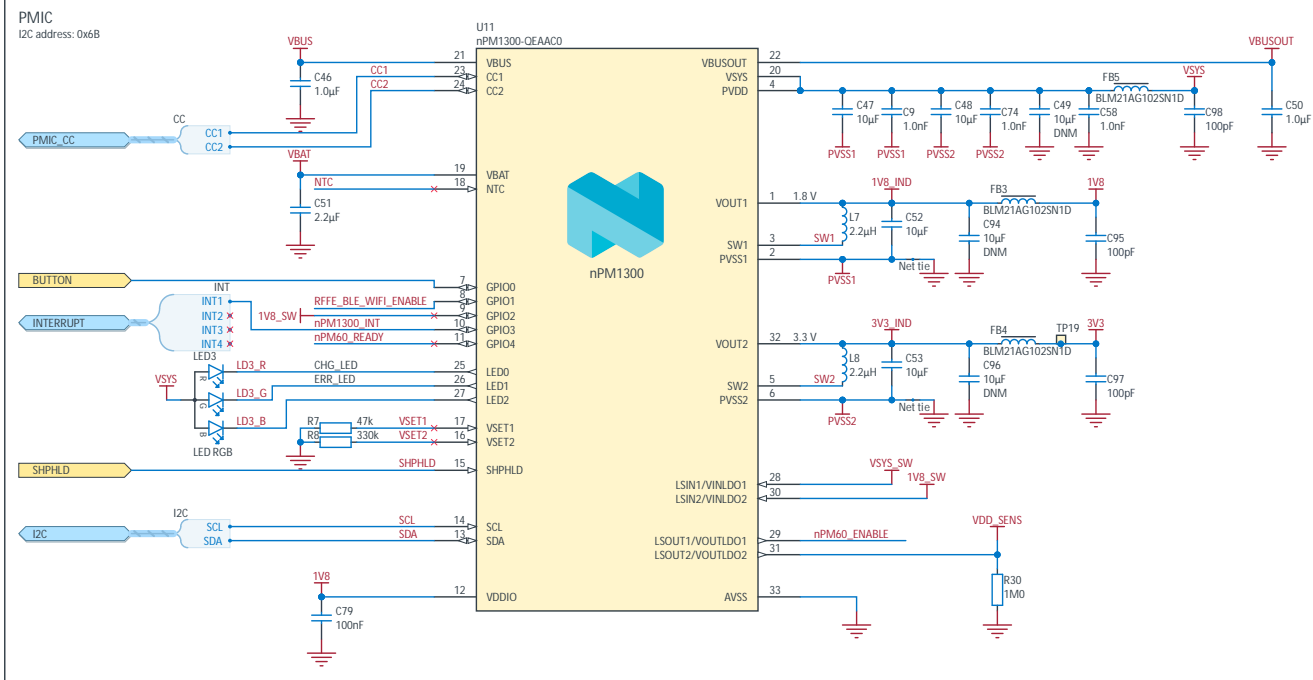 PMIC
I2C address: 0x6B
U11
nPM1300-QEAAC0
VBUS
C46
1.0µF
CC1
CC2
21
23
24
VBUS
CC1
CC2
PMIC_CC
CC
CC1
CC2
VBAT
NTC
C51
2.2µF
19
18
VBAT
NTC
BUTTON
INTERRUPT
INT
INT1
INT2
INT3
INT4
RFFE_BLE_WIFI_ENABLE
1V8_SW
nPM1300_INT
nPM60_READY
7
8
9
10
11
GPIO0
GPIO1
GPIO2
GPIO3
GPIO4
LED3
VSYS
R
G
B
LED RGB
LD3_R
LD3_G
LD3_B
CHG_LED
ERR_LED
25
26
27
LED0
LED1
LED2
R7
47k
R8
330k
VSET1
VSET2
17
16
VSET1
VSET2
SHPHLD
SHPHLD
15
SHPHLD
I2C
I2C
SCL
SDA
SCL
SDA
14
13
SCL
SDA
1V8
C79
100nF
12
VDDIO
nPM1300
VBUSOUT
VSYS
PVDD
22
20
4
VBUSOUT
C50
1.0µF
C47
10µF
PVSS1
C9
1.0nF
PVSS1
C48
10µF
PVSS2
C74
1.0nF
PVSS2
C49
10µF
DNM
C58
1.0nF
FB5
BLM21AG102SN1D
VSYS
C98
100pF
VOUT1
SW1
PVSS1
1
3
2
1.8 V
SW1
L7
2.2µH
1V8_IND
C52
10µF
PVSS1
Net tie
C94
10µF
DNM
FB3
BLM21AG102SN1D
1V8
C95
100pF
VOUT2
SW2
PVSS2
32
5
6
3.3 V
SW2
L8
2.2µH
3V3_IND
C53
10µF
PVSS2
Net tie
C96
10µF
DNM
FB4
BLM21AG102SN1D
TP19
3V3
C97
100pF
LSIN1/VINLDO1
LSIN2/VINLDO2
28
30
VSYS_SW
1V8_SW
LSOUT1/VOUTLDO1
LSOUT2/VOUTLDO2
29
31
nPM60_ENABLE
VDD_SENS
R30
1M0
AVSS
33